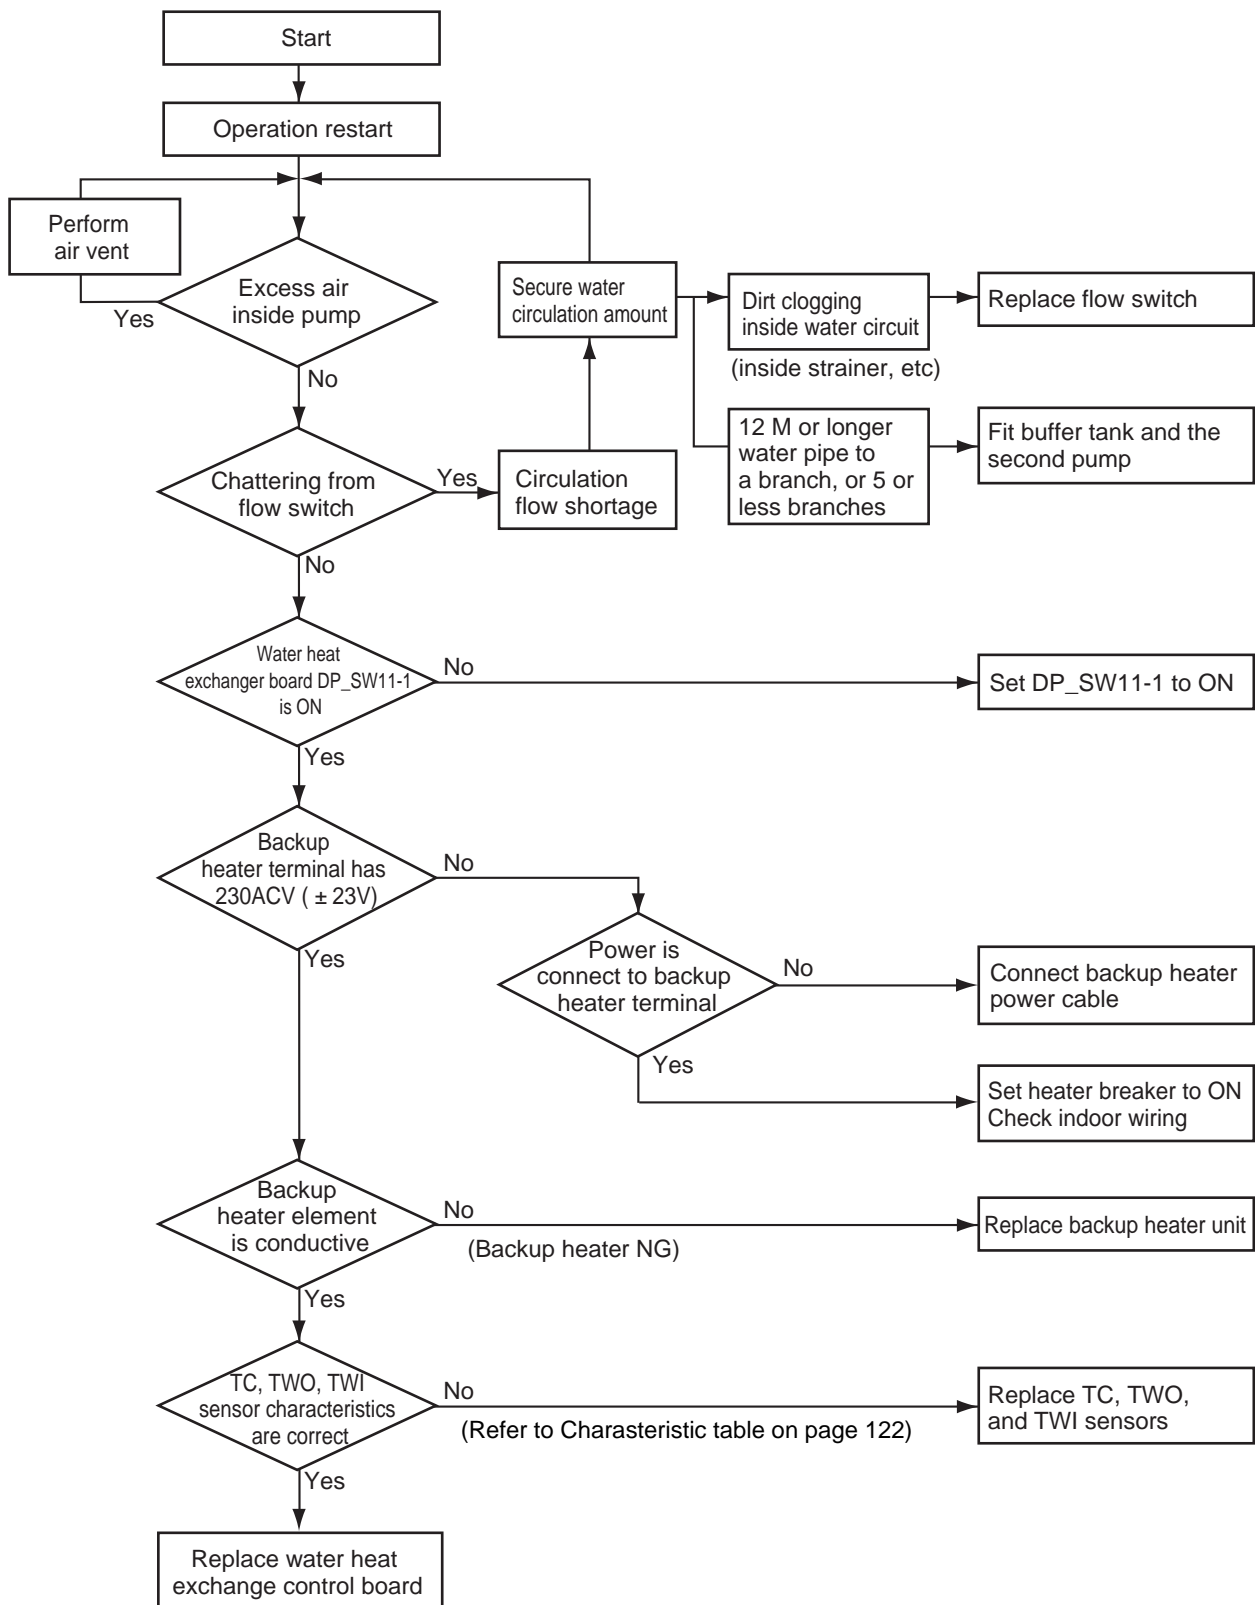 Start
Operation restart
Perform
air vent
Excess air
inside pump
Yes
No
Secure water
circulation amount
Dirt clogging
inside water circuit
(inside strainer, etc)
Replace flow switch
12 M or longer
water pipe to
a branch, or 5 or
less branches
Fit buffer tank and the
second pump
Chattering from
flow switch
Yes
Circulation
flow shortage
No
Water heat
exchanger board DP_SW11-1
is ON
No
Set DP_SW11-1 to ON
Yes
Backup
heater terminal has
230ACV ( ± 23V)
No
Yes
Power is
connect to backup
heater terminal
No
Connect backup heater
power cable
Yes
Set heater breaker to ON
Check indoor wiring
Backup
heater element
is conductive
No
(Backup heater NG)
Replace backup heater unit
Yes
TC, TWO, TWI
sensor characteristics
are correct
No
(Refer to Charasteristic table on page 122)
Replace TC, TWO,
and TWI sensors
Yes
Replace water heat
exchange control board